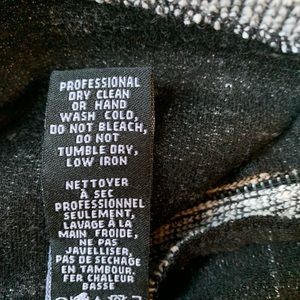 PROFESSIONAL
DRY CLEAN
OR HAND
WASH COLD,
DO NOT BLEACH,
DO NOT
TUMBLE DRY,
LOW IRON
NETTOYER
À SEC
PROFESSIONNEL
SEULEMENT,
LAVAGE À LA
MAIN FROIDE,
NE PAS
JAVELLISER,
PAS DE SÉCHAGE
EN TAMBOUR.
FER CHALEUR
BASSE